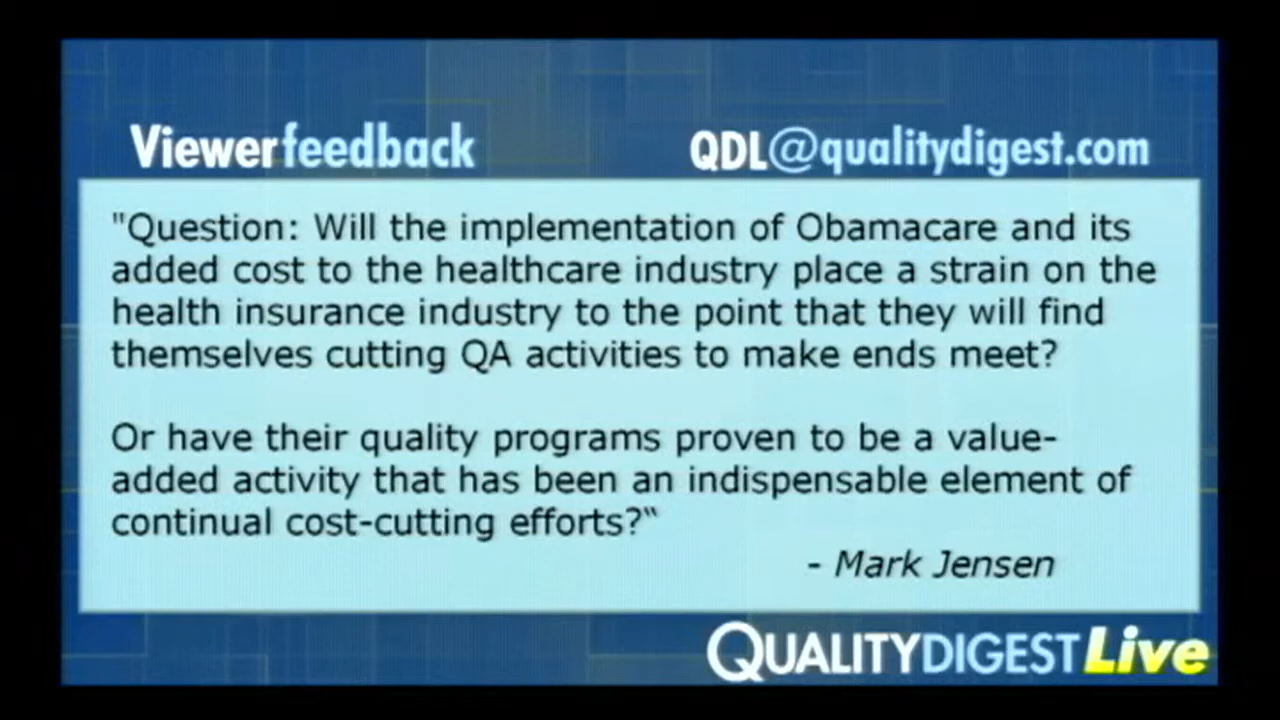 Viewerfeedback
QDL@qualitydigest.com
"Question: Will the implementation of Obamacare and its
added cost to the healthcare industry place a strain on the
health insurance industry to the point that they will find
themselves cutting QA activities to make ends meet?
Or have their quality programs proven to be a value-
added activity that has been an indispensable element of
continual cost-cutting efforts?“
- Mark Jensen
QUALITYDIGESTLive